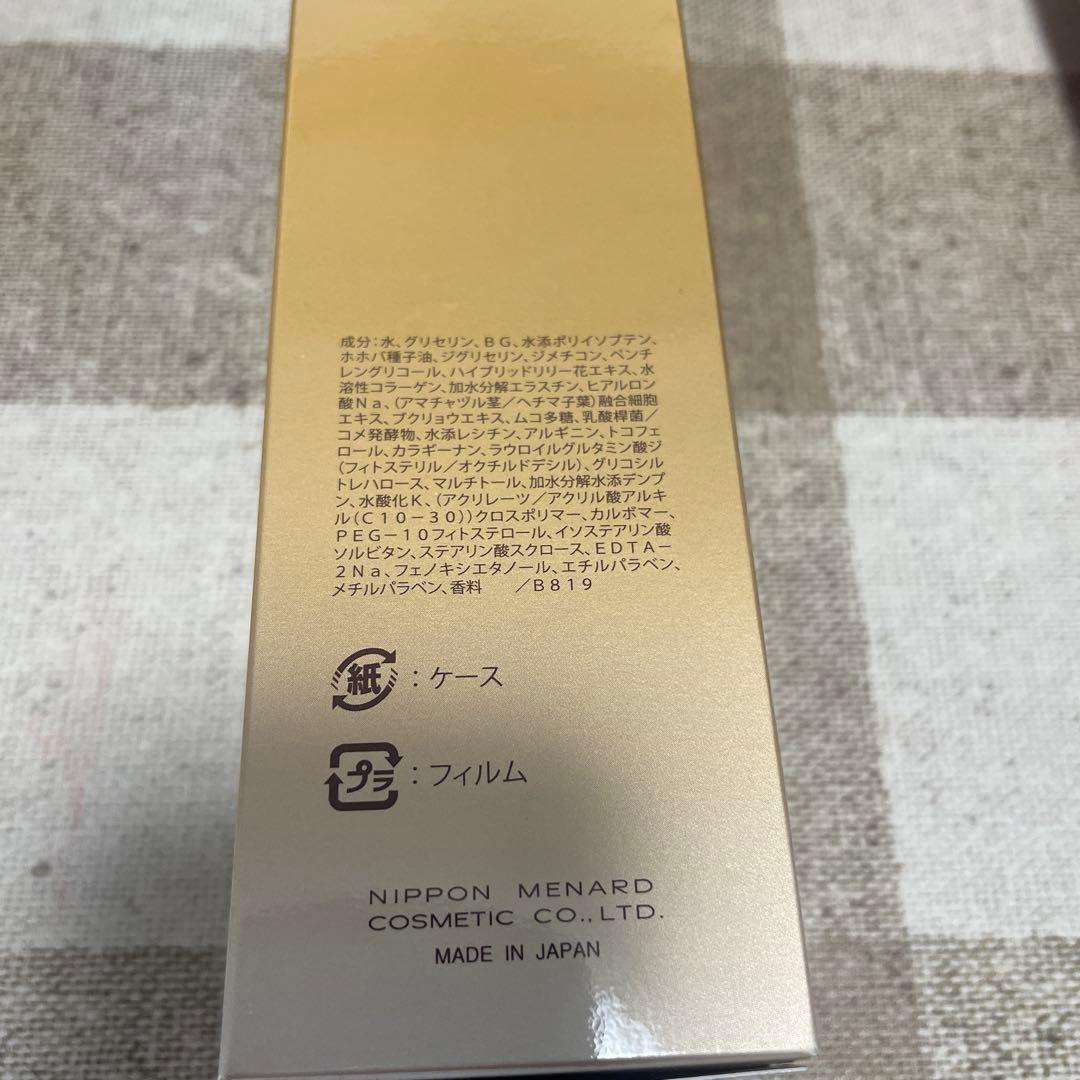 成分：水、グリセリン、ＢＧ、水添ポリイソブテン、
ホホバ種子油、ジグリセリン、ジメチコン、ペンチ
レングリコール、ハイブリッドリリー花エキス、水
溶性コラーゲン、加水分解エラスチン、ヒアルロン
酸Ｎａ、（アマチャヅル葉／ヘチマ子葉）融合細胞
エキス、ブクリョウエキス、ムコ多糖、乳酸桿菌／
コメ発酵物、水添レシチン、アルギニン、トコフェ
ロール、カラギーナン、ラウロイルグルタミン酸ジ
（フィトステリル／オクチルドデシル）、グリコシル
トレハロース、マルチトール、加水分解水添デンプ
ン、水酸化Ｋ、（アクリレーツ／アクリル酸アルキ
ル（Ｃ１０－３０））クロスポリマー、カルボマー、
ＰＥＧ－１０フィトステロール、イソステアリン酸
ソルビタン、ステアリン酸スクロース、ＥＤＴＡ－
２Ｎａ、フェノキシエタノール、エチルパラベン、
メチルパラベン、香料　／Ｂ８１９
紙：ケース
プラ：フィルム
NIPPON MENARD
COSMETIC CO.,LTD.
MADE IN JAPAN